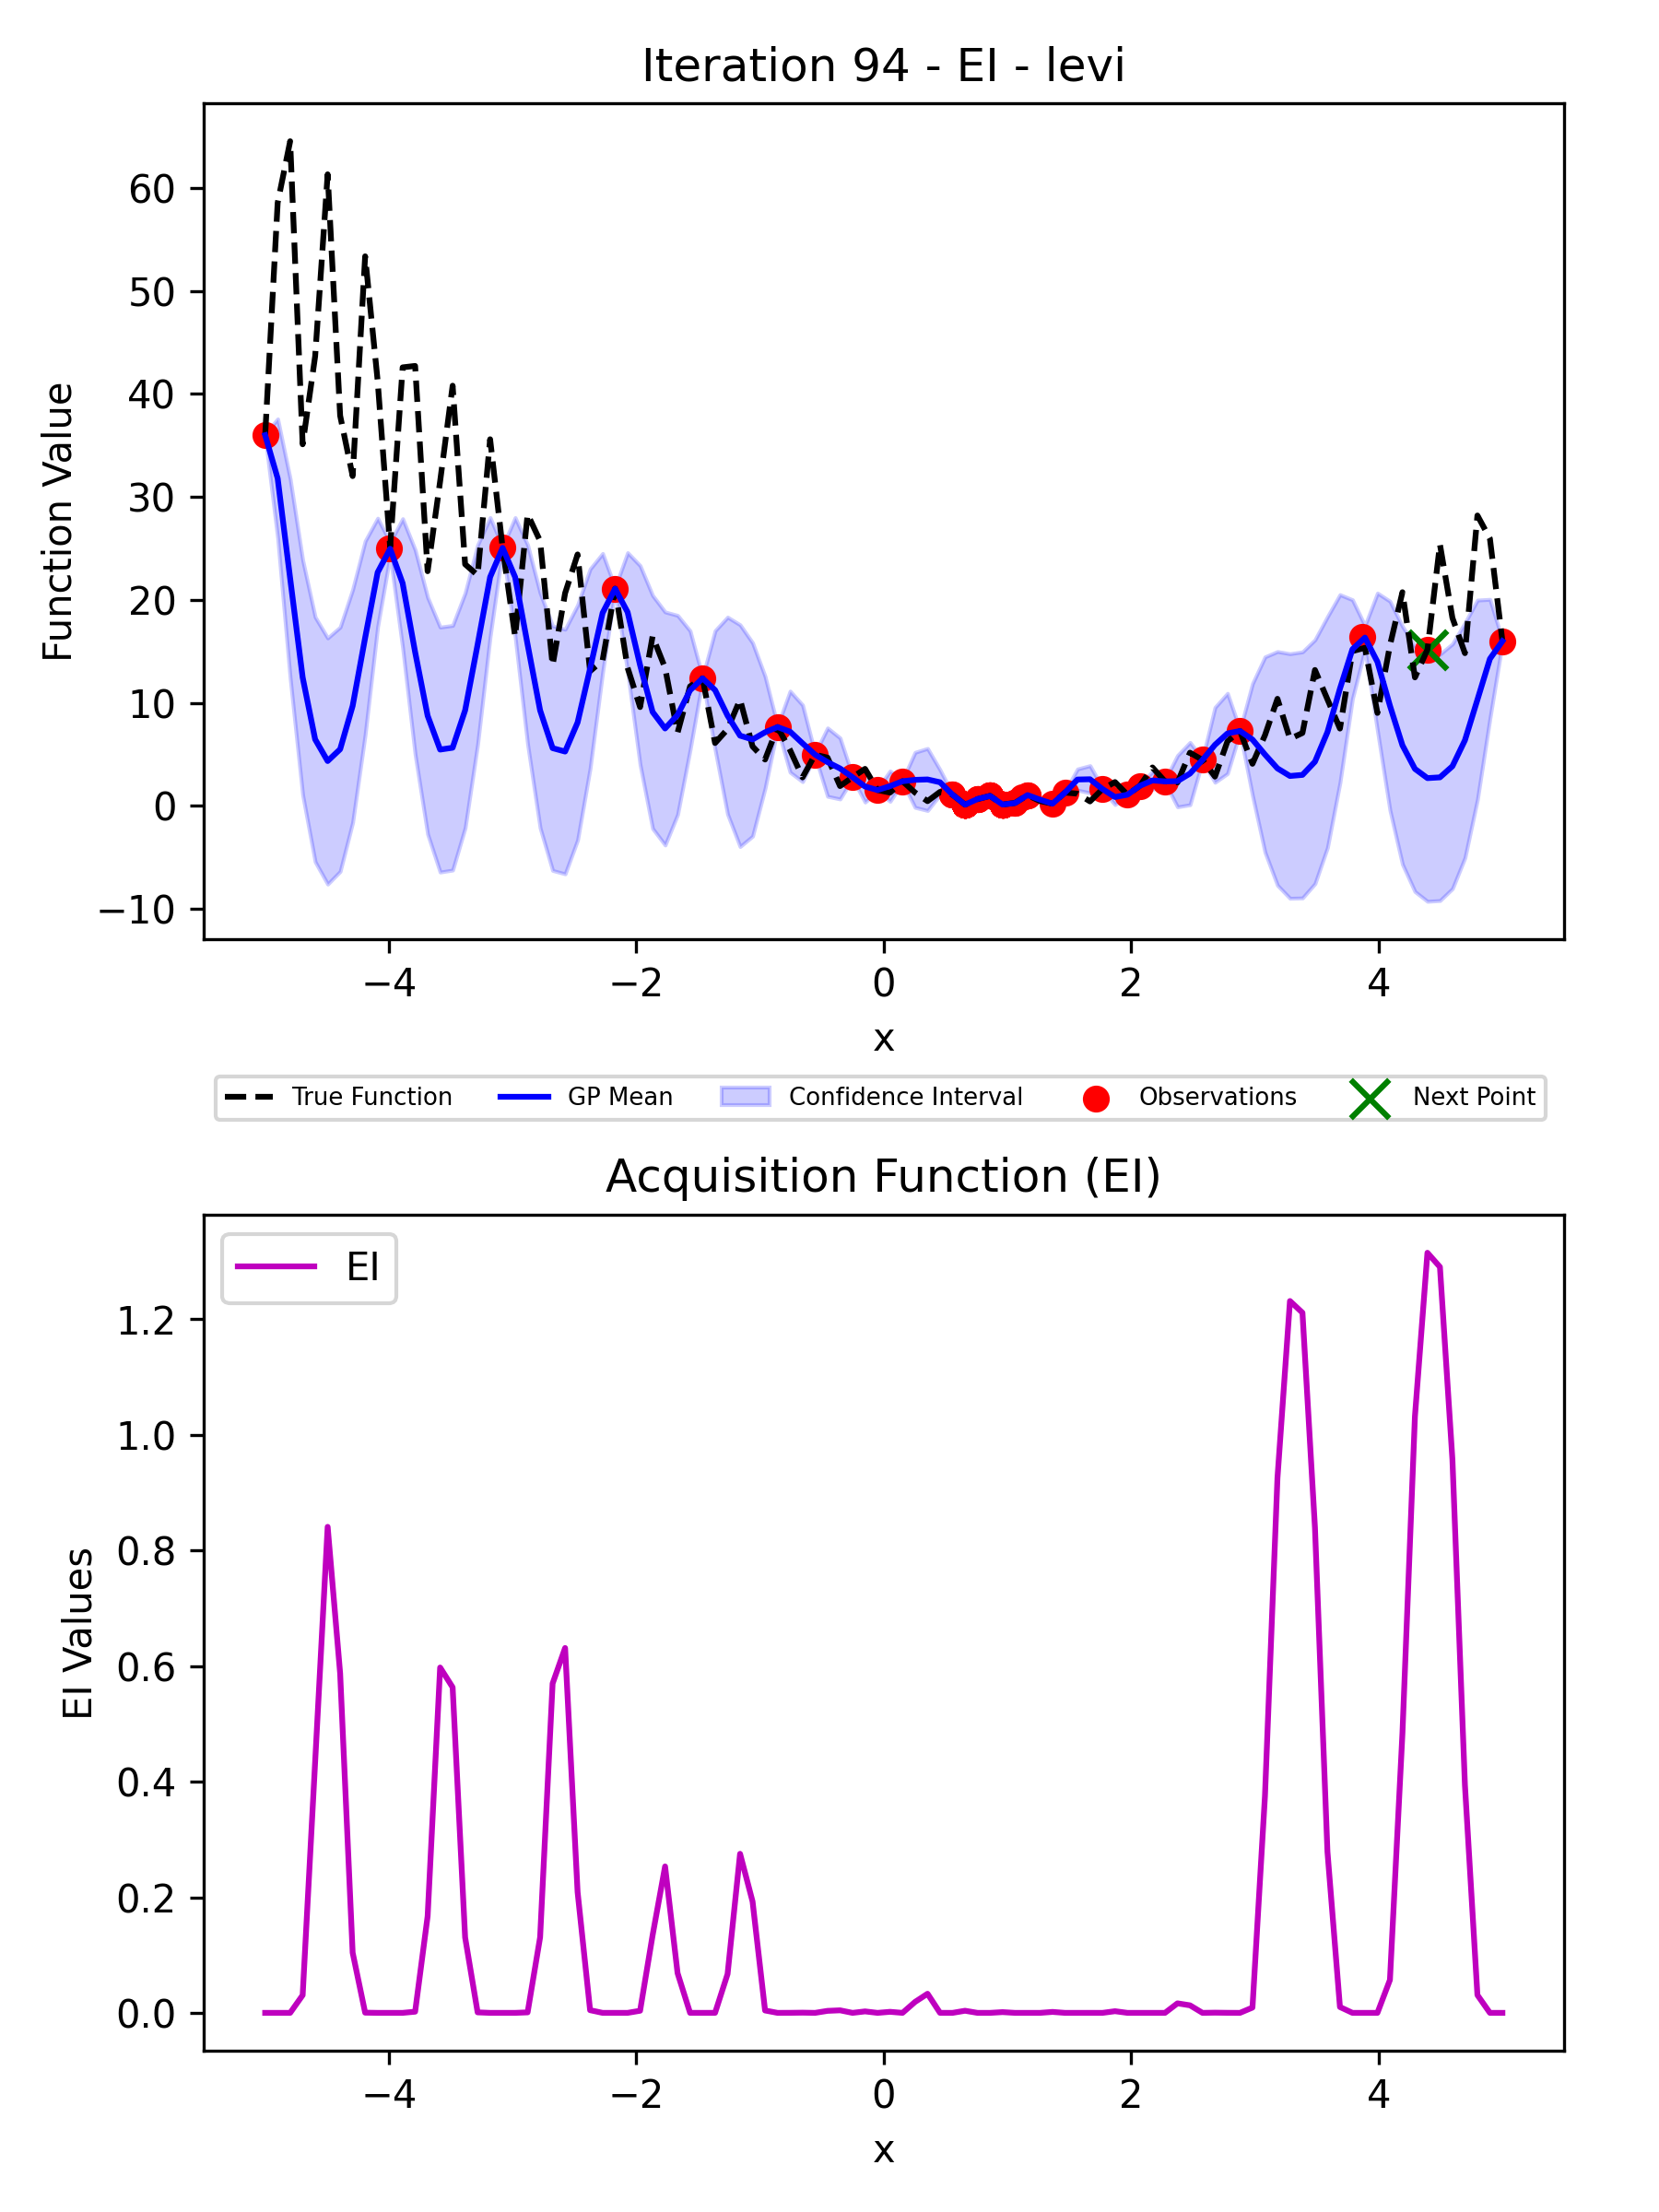 Iteration 94 - EI - levi
Function Value
60
50
40
30
20
10
0
−10
−4 −2 0 2 4
x
True Function GP Mean Confidence Interval Observations Next Point
Acquisition Function (EI)
EI
EI Values
1.2
1.0
0.8
0.6
0.4
0.2
0.0
−4 −2 0 2 4
x